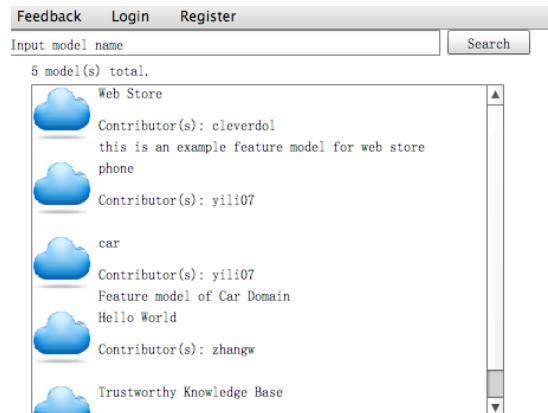 Feedback Login Register
Input model name Search
5 model(s) total.
Web Store
Contributor(s): cleverdol
this is an example feature model for web store
phone
Contributor(s): yili07
car
Contributor(s): yili07
Feature model of Car Domain
Hello World
Contributor(s): zhangw
Trustworthy Knowledge Base